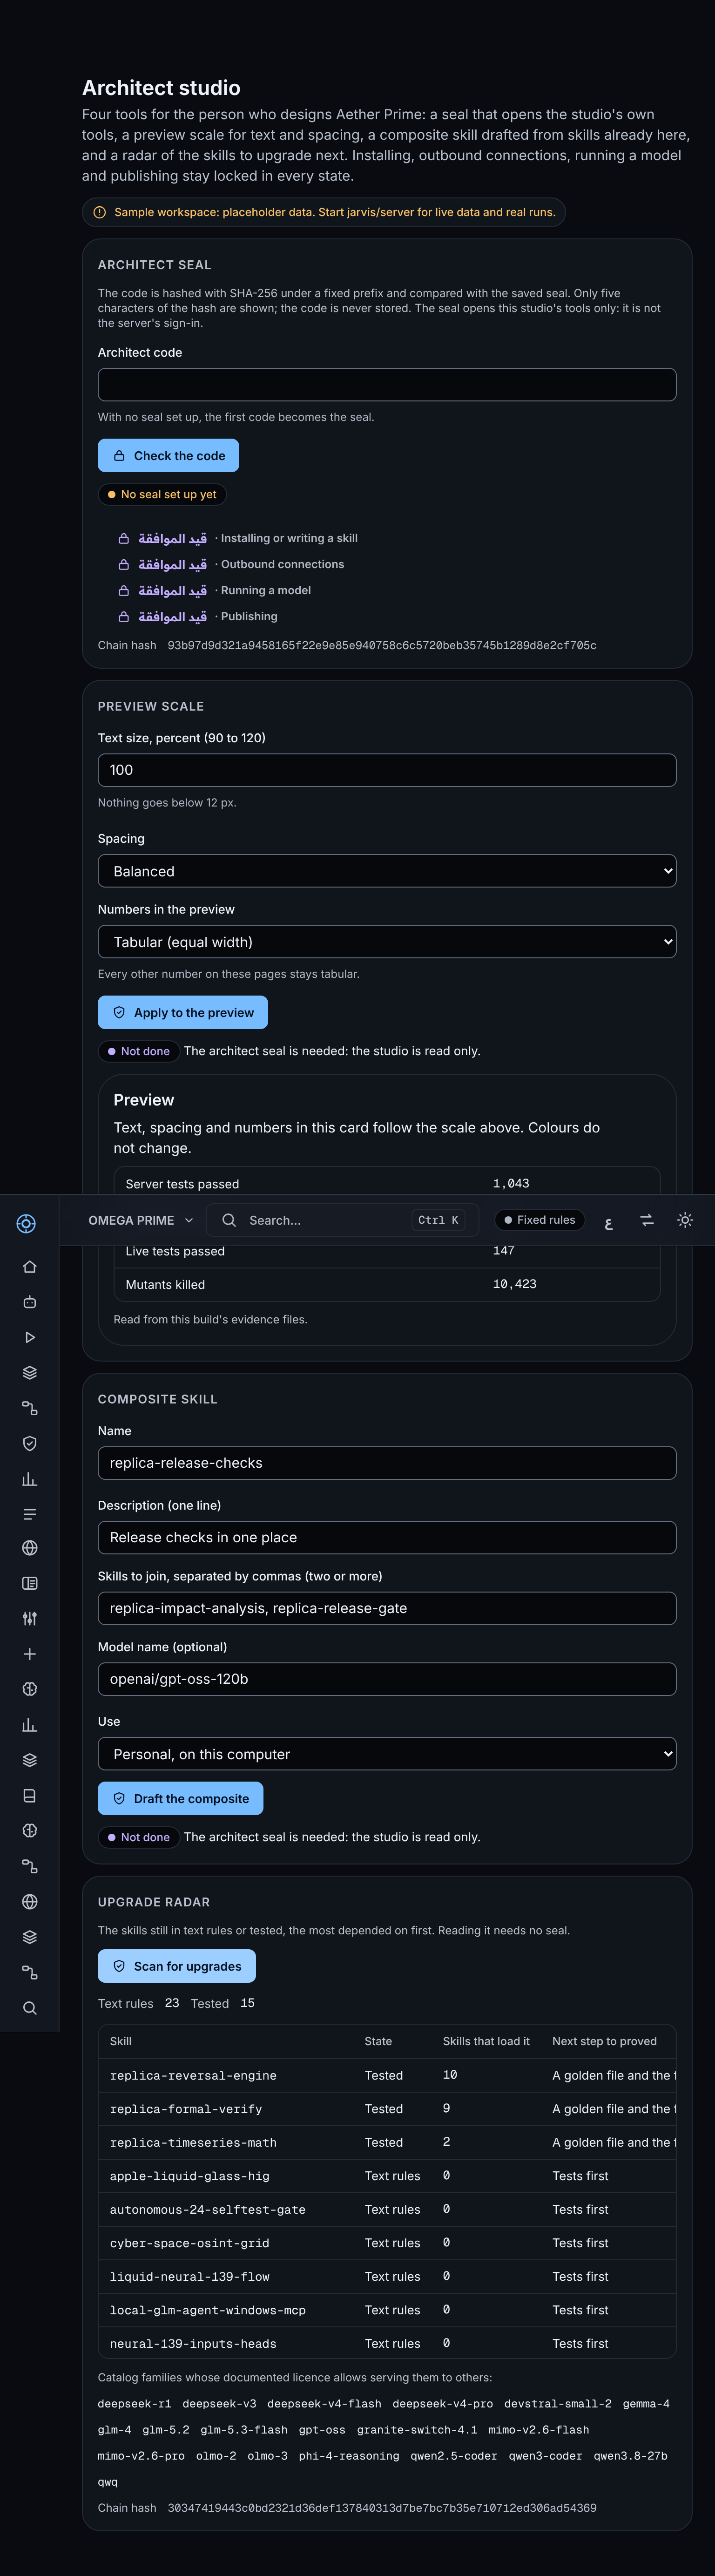 Architect studio
Four tools for the person who designs Aether Prime: a seal that opens the studio's own
tools, a preview scale for text and spacing, a composite skill drafted from skills already here,
and a radar of the skills to upgrade next. Installing, outbound connections, running a model
and publishing stay locked in every state.
Sample workspace: placeholder data. Start jarvis/server for live data and real runs.
ARCHITECT SEAL
The code is hashed with SHA-256 under a fixed prefix and compared with the saved seal. Only five
characters of the hash are shown; the code is never stored. The seal opens this studio's tools only: it is not
the server's sign-in.
Architect code
With no seal set up, the first code becomes the seal.
Check the code
No seal set up yet
قيد الموافقة · Installing or writing a skill
قيد الموافقة · Outbound connections
قيد الموافقة · Running a model
قيد الموافقة · Publishing
Chain hash 93b97d9d321a9458165f22e9e85e940758c6c5720beb35745b1289d8e2cf705c
PREVIEW SCALE
Text size, percent (90 to 120)
100
Nothing goes below 12 px.
Spacing
Balanced
Numbers in the preview
Tabular (equal width)
Every other number on these pages stays tabular.
Apply to the preview
Not done The architect seal is needed: the studio is read only.
Preview
Text, spacing and numbers in this card follow the scale above. Colours do
not change.
Server tests passed 1,043
OMEGA PRIME Search... Ctrl K Fixed rules ع
Live tests passed 147
Mutants killed 10,423
Read from this build's evidence files.
COMPOSITE SKILL
Name
replica-release-checks
Description (one line)
Release checks in one place
Skills to join, separated by commas (two or more)
replica-impact-analysis, replica-release-gate
Model name (optional)
openai/gpt-oss-120b
Use
Personal, on this computer
Draft the composite
Not done The architect seal is needed: the studio is read only.
UPGRADE RADAR
The skills still in text rules or tested, the most depended on first. Reading it needs no seal.
Scan for upgrades
Text rules 23 Tested 15
Skill State Skills that load it Next step to proved
replica-reversal-engine Tested 10 A golden file and the f
replica-formal-verify Tested 9 A golden file and the f
replica-timeseries-math Tested 2 A golden file and the f
apple-liquid-glass-hig Text rules 0 Tests first
autonomous-24-selftest-gate Text rules 0 Tests first
cyber-space-osint-grid Text rules 0 Tests first
liquid-neural-139-flow Text rules 0 Tests first
local-glm-agent-windows-mcp Text rules 0 Tests first
neural-139-inputs-heads Text rules 0 Tests first
Catalog families whose documented licence allows serving them to others:
deepseek-r1 deepseek-v3 deepseek-v4-flash deepseek-v4-pro devstral-small-2 gemma-4
glm-4 glm-5.2 glm-5.3-flash gpt-oss granite-switch-4.1 mimo-v2.6-flash
mimo-v2.6-pro olmo-2 olmo-3 phi-4-reasoning qwen2.5-coder qwen3-coder qwen3.8-27b
qwq
Chain hash 30347419443c0bd2321d36def137840313d7be7bc7b35e710712ed306ad54369